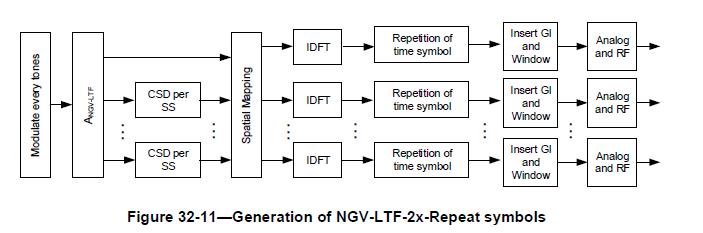 Modulate every tones
A_NGV-LTF
CSD per
SS
CSD per
SS
Spatial Mapping
IDFT
Repetition of
time symbol
Insert GI
and
Window
Analog
and RF
IDFT
Repetition of
time symbol
Insert GI
and
Window
Analog
and RF
IDFT
Repetition of
time symbol
Insert GI
and
Window
Analog
and RF
Figure 32-11—Generation of NGV-LTF-2x-Repeat symbols